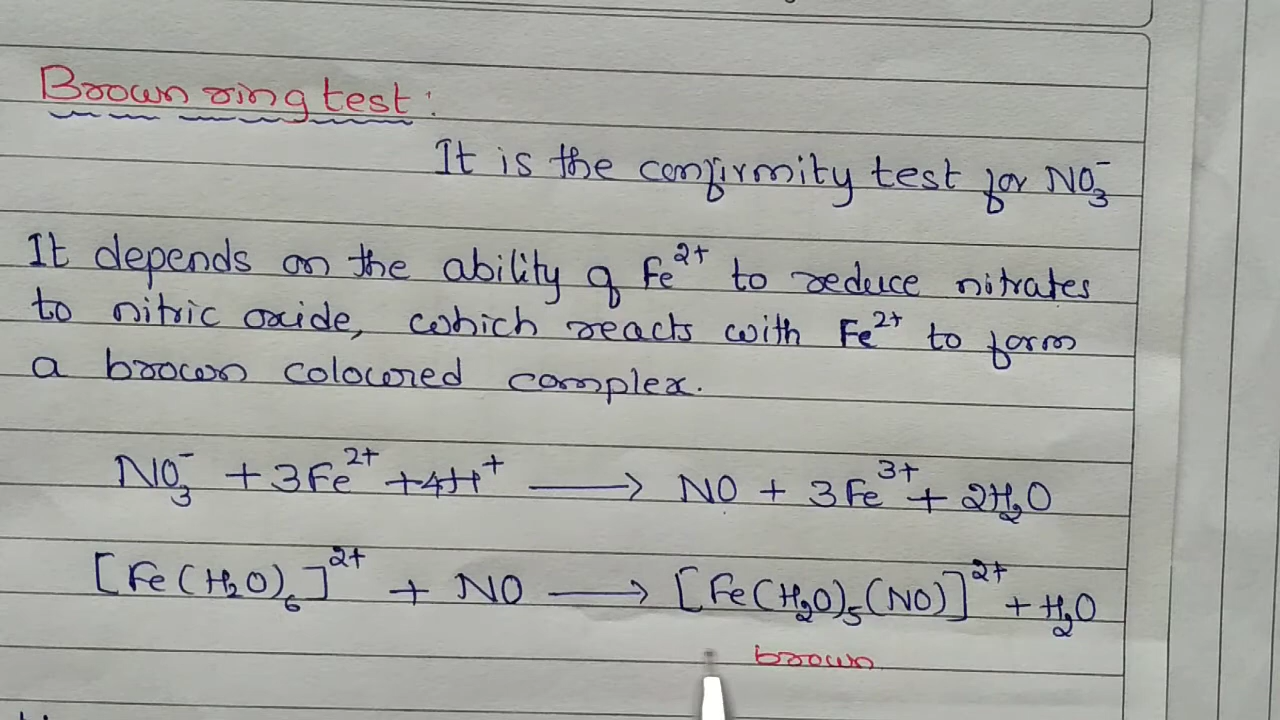 Brown ring test:
It is the confirmity test for NO₃⁻
It depends on the ability of Fe²⁺ to reduce nitrates
to nitric oxide, which reacts with Fe²⁺ to form
a brown coloured complex.
NO₃⁻ + 3Fe²⁺ + 4H⁺ ⟶ NO + 3Fe³⁺ + 2H₂O
[Fe(H₂O)₆]²⁺ + NO ⟶ [Fe(H₂O)₅(NO)]²⁺ + H₂O
brown